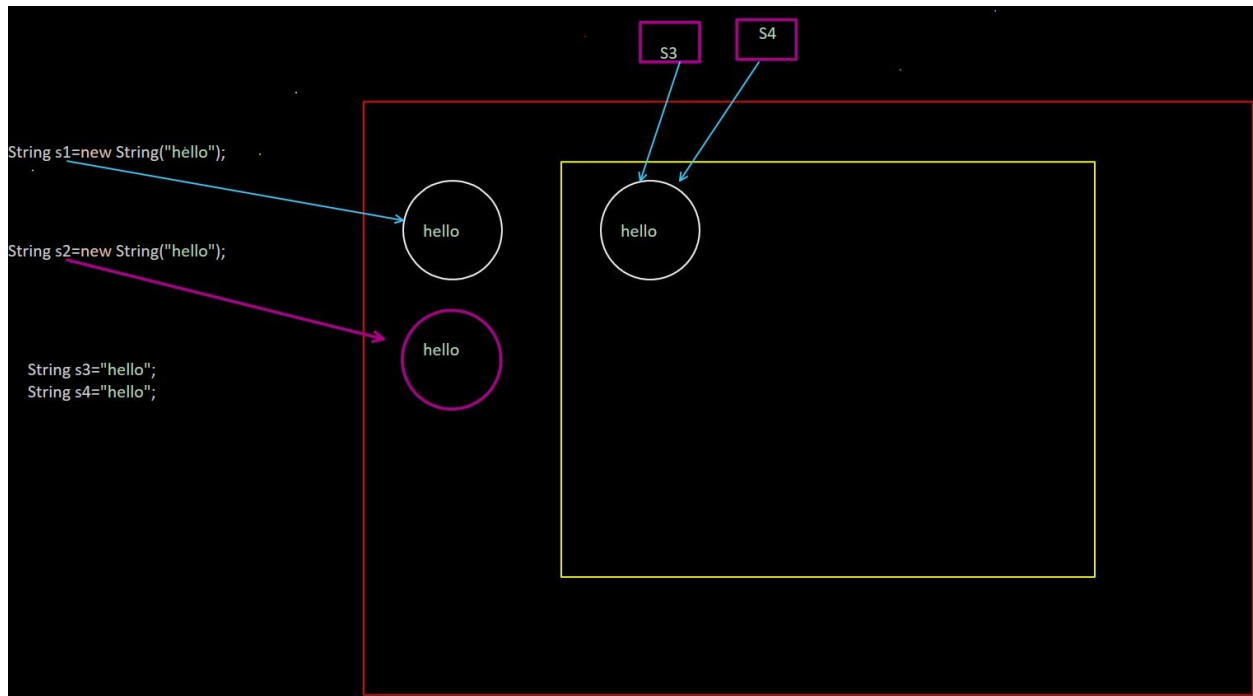 S3
S4
String s1=new String("hello");
hello
hello
String s2=new String("hello");
hello
String s3="hello";
String s4="hello";